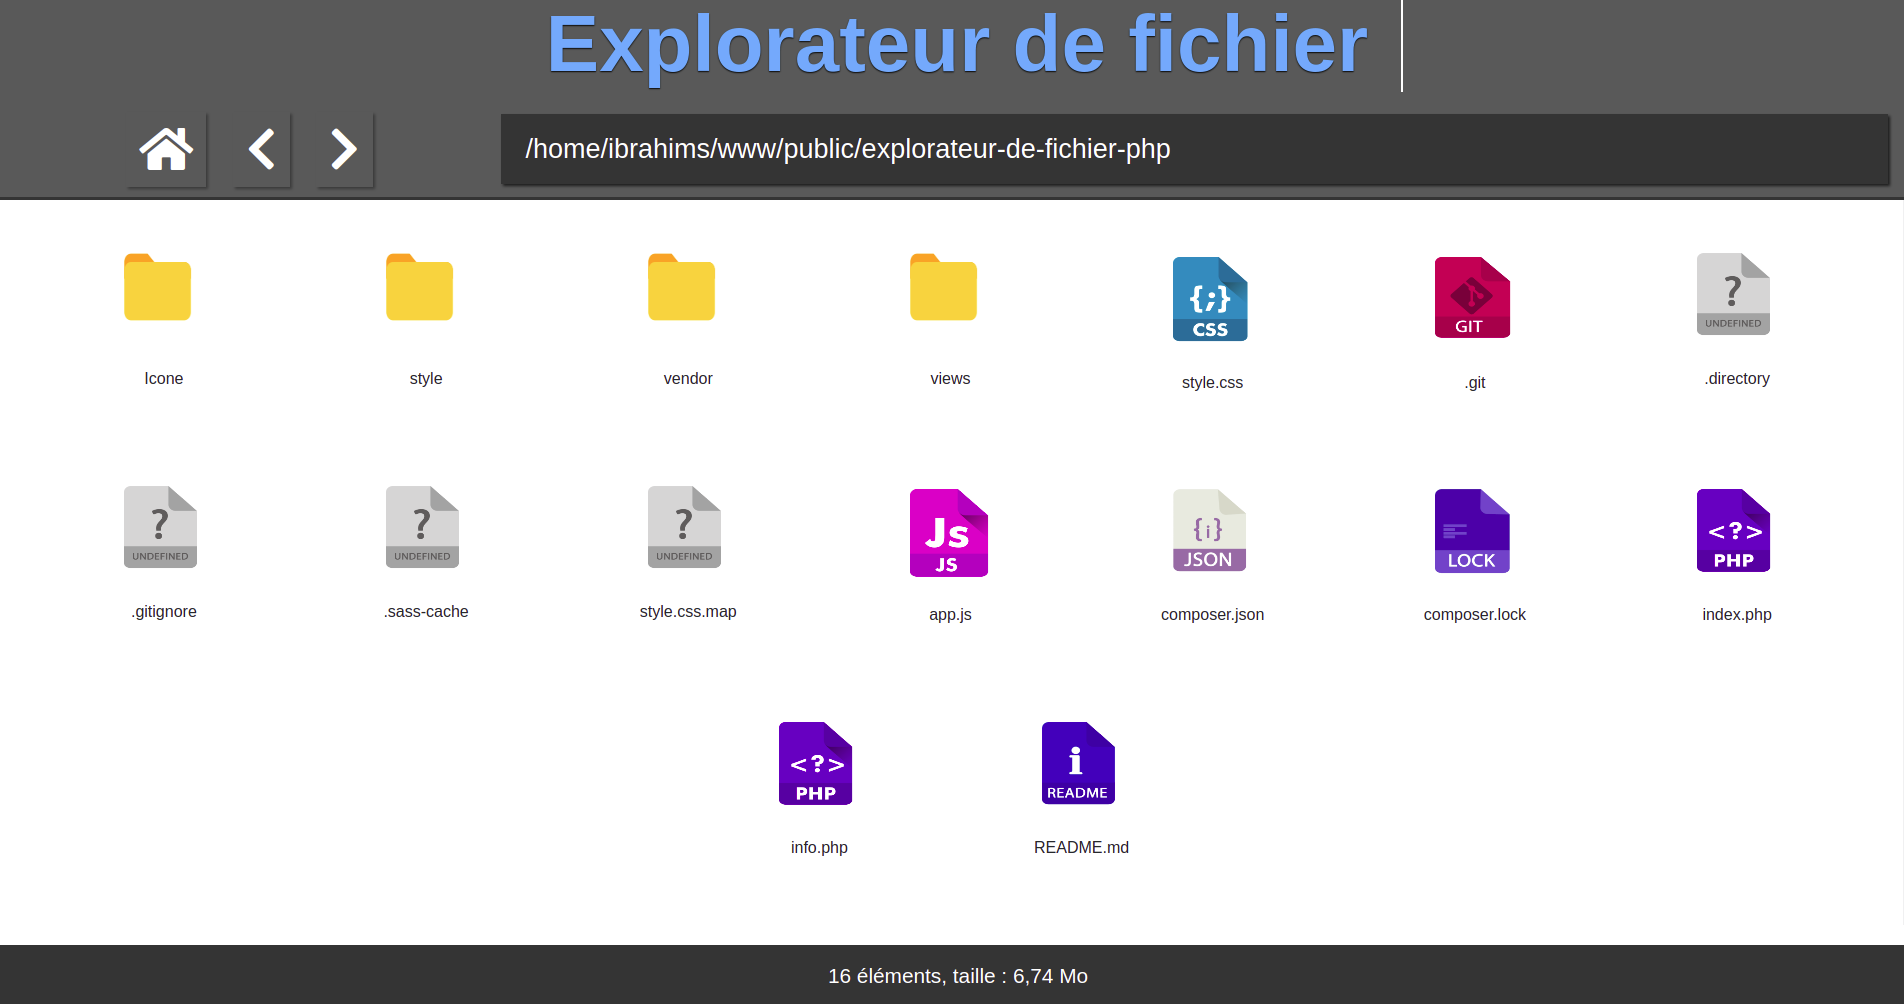 Explorateur de fichier
/home/ibrahims/www/public/explorateur-de-fichier-php
{;}
CSS
GIT
?
UNDEFINED
Icone
style
vendor
views
style.css
.git
.directory
?
UNDEFINED
?
UNDEFINED
?
UNDEFINED
Js
JS
{i}
JSON
LOCK
<?>
PHP
.gitignore
.sass-cache
style.css.map
app.js
composer.json
composer.lock
index.php
<?>
PHP
i
README
info.php
README.md
16 éléments, taille : 6,74 Mo